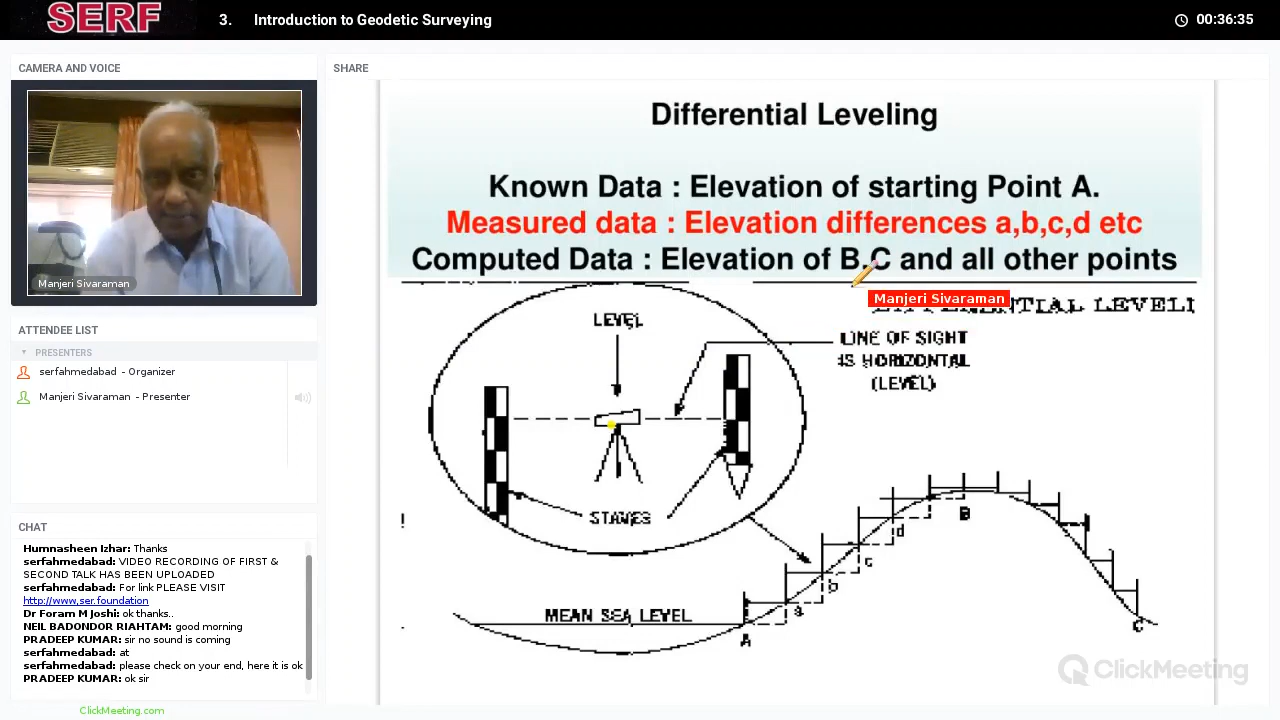 SERF
3. Introduction to Geodetic Surveying
00:36:35
CAMERA AND VOICE
Manjeri Sivaraman
ATTENDEE LIST
PRESENTERS
serfahmedabad - Organizer
Manjeri Sivaraman - Presenter
CHAT
Humnasheen Izhar: Thanks
serfahmedabad: VIDEO RECORDING OF FIRST &
SECOND TALK HAS BEEN UPLOADED
serfahmedabad: For link PLEASE VISIT
http://www,ser.foundation
Dr Foram M Joshi: ok thanks..
NEIL BADONDOR RIAHTAM: good morning
PRADEEP KUMAR: sir no sound is coming
serfahmedabad: at
serfahmedabad: please check on your end, here it is ok
PRADEEP KUMAR: ok sir
ClickMeeting.com
SHARE
Differential Leveling
Known Data : Elevation of starting Point A.
Measured data : Elevation differences a,b,c,d etc
Computed Data : Elevation of B.C and all other points
Manjeri Sivaraman
LEVEL
LINE OF SIGHT
IS HORIZONTAL
(LEVEL)
STAVES
MEAN SEA LEVEL
A
a
b
c
d
B
C
ClickMeeting